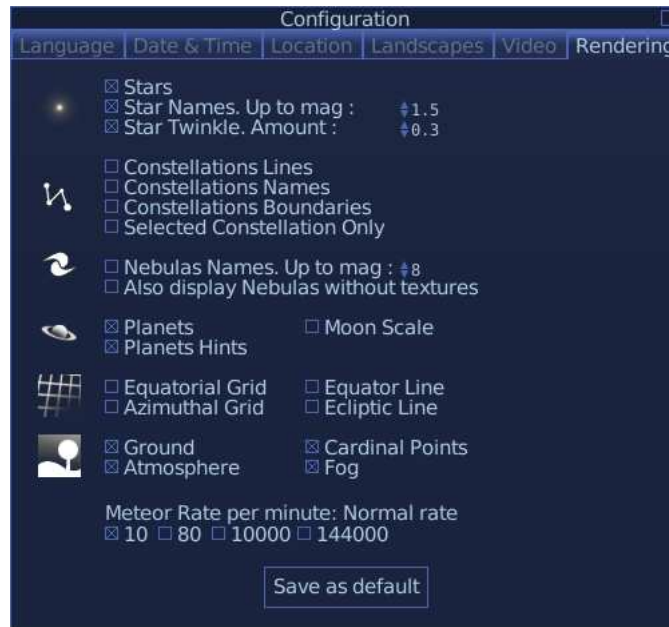 Configuration
Language Date & Time Location Landscapes Video Rendering
Stars
Star Names. Up to mag : 1.5
Star Twinkle. Amount : 0.3
Constellations Lines
Constellations Names
Constellations Boundaries
Selected Constellation Only
Nebulas Names. Up to mag : 8
Also display Nebulas without textures
Planets Moon Scale
Planets Hints
Equatorial Grid Equator Line
Azimuthal Grid Ecliptic Line
Ground Cardinal Points
Atmosphere Fog
Meteor Rate per minute: Normal rate
10 80 10000 144000
Save as default